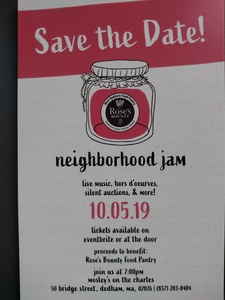 Save the Date!
Rose's
BOUNTY
neighborhood jam
live music, hors d'oeurves,
silent auctions, & more!
10.05.19
tickets available on
eventbrite or at the door
proceeds to benefit:
Rose's Bounty Food Pantry
join us at 7:00pm
mosley's on the charles
50 bridge street, dedham, ma, 02026 | (857) 203-0404